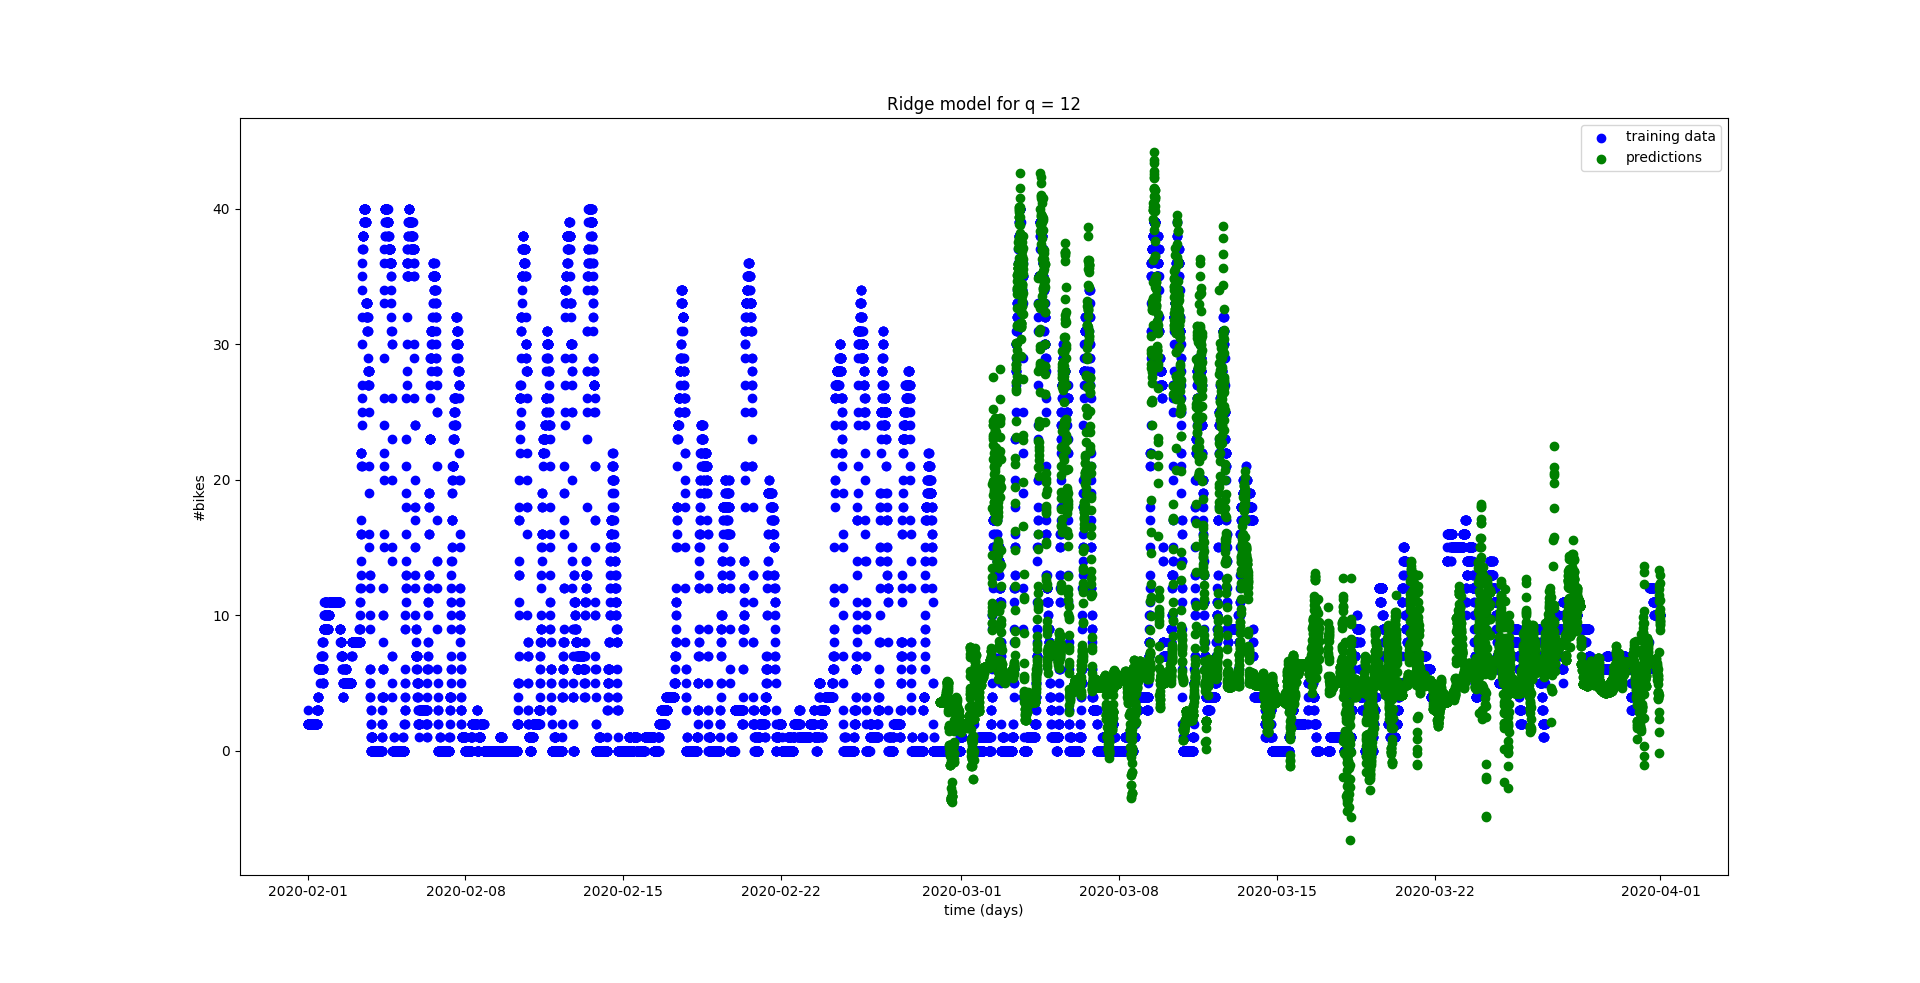 Ridge model for q = 12
training data
predictions
#bikes
40
30
20
10
0
2020-02-01
2020-02-08
2020-02-15
2020-02-22
2020-03-01
2020-03-08
2020-03-15
2020-03-22
2020-04-01
time (days)